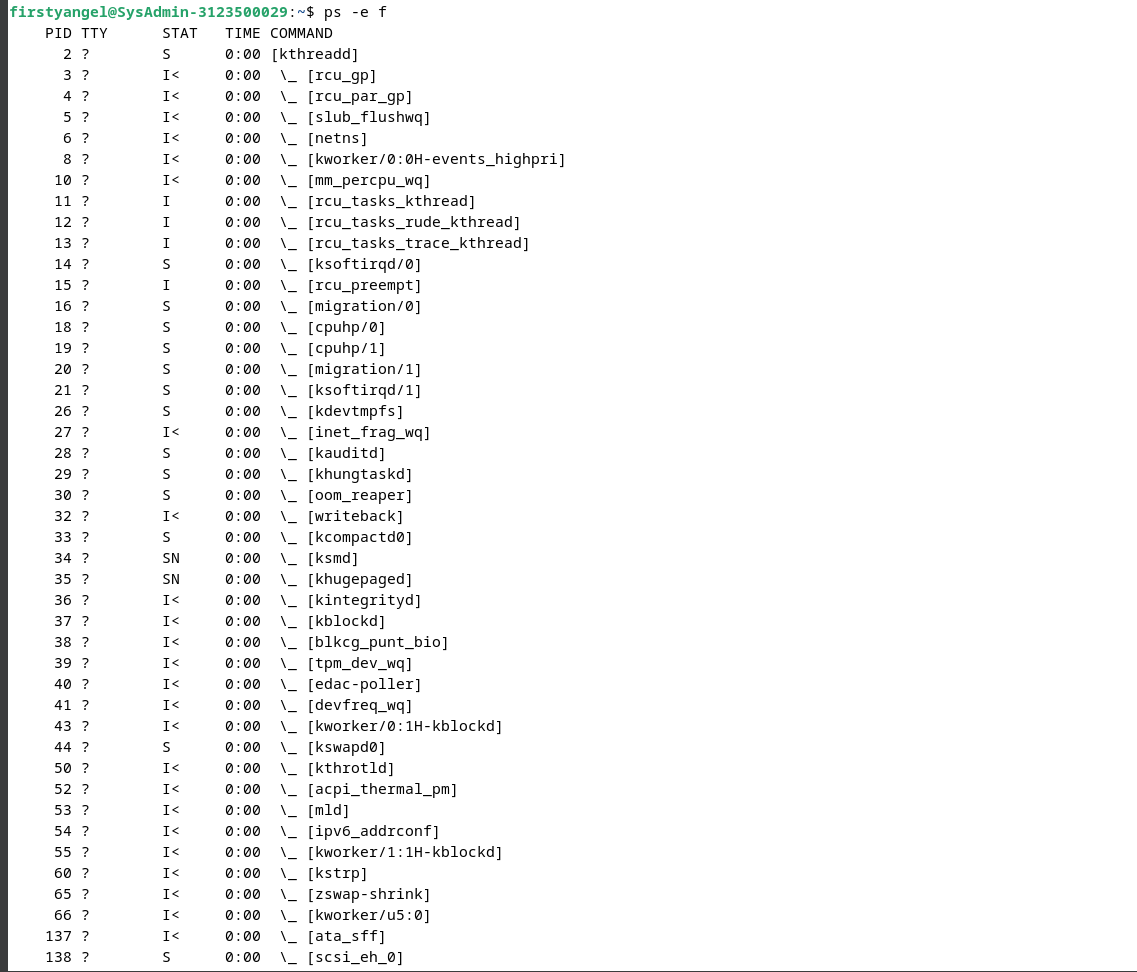 firstyangel@SysAdmin-3123500029:~$ ps -e f
    PID TTY      STAT   TIME COMMAND
      2 ?        S      0:00 [kthreadd]
      3 ?        I<     0:00  \_ [rcu_gp]
      4 ?        I<     0:00  \_ [rcu_par_gp]
      5 ?        I<     0:00  \_ [slub_flushwq]
      6 ?        I<     0:00  \_ [netns]
      8 ?        I<     0:00  \_ [kworker/0:0H-events_highpri]
     10 ?        I<     0:00  \_ [mm_percpu_wq]
     11 ?        I      0:00  \_ [rcu_tasks_kthread]
     12 ?        I      0:00  \_ [rcu_tasks_rude_kthread]
     13 ?        I      0:00  \_ [rcu_tasks_trace_kthread]
     14 ?        S      0:00  \_ [ksoftirqd/0]
     15 ?        I      0:00  \_ [rcu_preempt]
     16 ?        S      0:00  \_ [migration/0]
     18 ?        S      0:00  \_ [cpuhp/0]
     19 ?        S      0:00  \_ [cpuhp/1]
     20 ?        S      0:00  \_ [migration/1]
     21 ?        S      0:00  \_ [ksoftirqd/1]
     26 ?        S      0:00  \_ [kdevtmpfs]
     27 ?        I<     0:00  \_ [inet_frag_wq]
     28 ?        S      0:00  \_ [kauditd]
     29 ?        S      0:00  \_ [khungtaskd]
     30 ?        S      0:00  \_ [oom_reaper]
     32 ?        I<     0:00  \_ [writeback]
     33 ?        S      0:00  \_ [kcompactd0]
     34 ?        SN     0:00  \_ [ksmd]
     35 ?        SN     0:00  \_ [khugepaged]
     36 ?        I<     0:00  \_ [kintegrityd]
     37 ?        I<     0:00  \_ [kblockd]
     38 ?        I<     0:00  \_ [blkcg_punt_bio]
     39 ?        I<     0:00  \_ [tpm_dev_wq]
     40 ?        I<     0:00  \_ [edac-poller]
     41 ?        I<     0:00  \_ [devfreq_wq]
     43 ?        I<     0:00  \_ [kworker/0:1H-kblockd]
     44 ?        S      0:00  \_ [kswapd0]
     50 ?        I<     0:00  \_ [kthrotld]
     52 ?        I<     0:00  \_ [acpi_thermal_pm]
     53 ?        I<     0:00  \_ [mld]
     54 ?        I<     0:00  \_ [ipv6_addrconf]
     55 ?        I<     0:00  \_ [kworker/1:1H-kblockd]
     60 ?        I<     0:00  \_ [kstrp]
     65 ?        I<     0:00  \_ [zswap-shrink]
     66 ?        I<     0:00  \_ [kworker/u5:0]
    137 ?        I<     0:00  \_ [ata_sff]
    138 ?        S      0:00  \_ [scsi_eh_0]